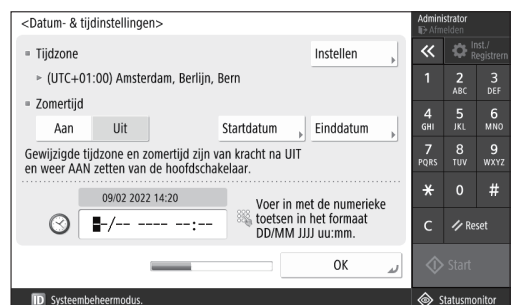 <Datum- & tijdinstellingen>
Tijdzone
Instellen
(UTC+01:00) Amsterdam, Berlijn, Bern
Zomertijd
Aan Uit Startdatum Einddatum
Gewijzigde tijdzone en zomertijd zijn van kracht na UIT
en weer AAN zetten van de hoofdschakelaar.
09/02 2022 14:20
-/-- ---- --:--
Voer in met de numerieke
toetsen in het formaat
DD/MM JJJJ uu:mm.
OK
ID Systeembeheermodus.
Administrator
Afmelden
Inst./
Registrern
1 2 3
ABC DEF
4 5 6
GHI JKL MNO
7 8 9
PQRS TUV WXYZ
* 0 #
C Reset
Start
Statusmonitor